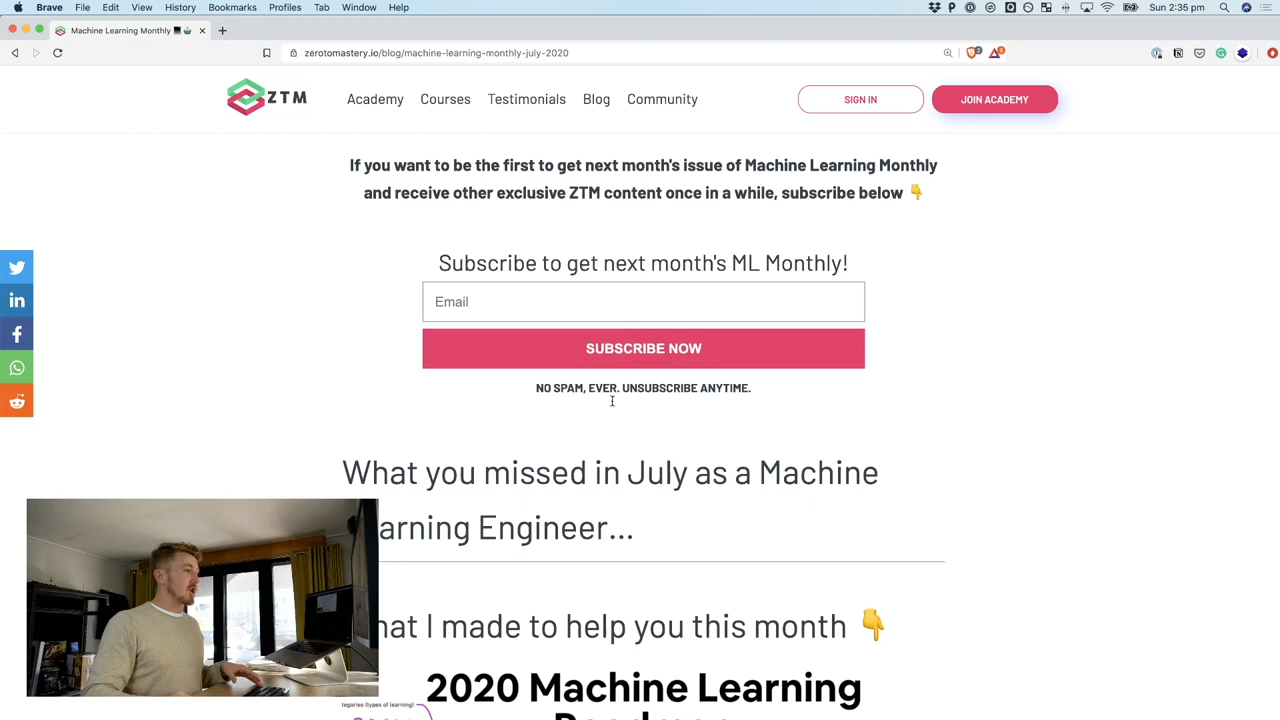 Brave File Edit View History Bookmarks Profiles Tab Window Help
Sun 2:35 pm
Machine Learning Monthly
zerotomastery.io/blog/machine-learning-monthly-july-2020
ZTM Academy Courses Testimonials Blog Community SIGN IN JOIN ACADEMY
If you want to be the first to get next month's issue of Machine Learning Monthly
and receive other exclusive ZTM content once in a while, subscribe below 👇
Subscribe to get next month's ML Monthly!
Email
SUBSCRIBE NOW
NO SPAM, EVER. UNSUBSCRIBE ANYTIME.
What you missed in July as a Machine
arning Engineer...
hat I made to help you this month 👇
2020 Machine Learning
legories (types of learning)